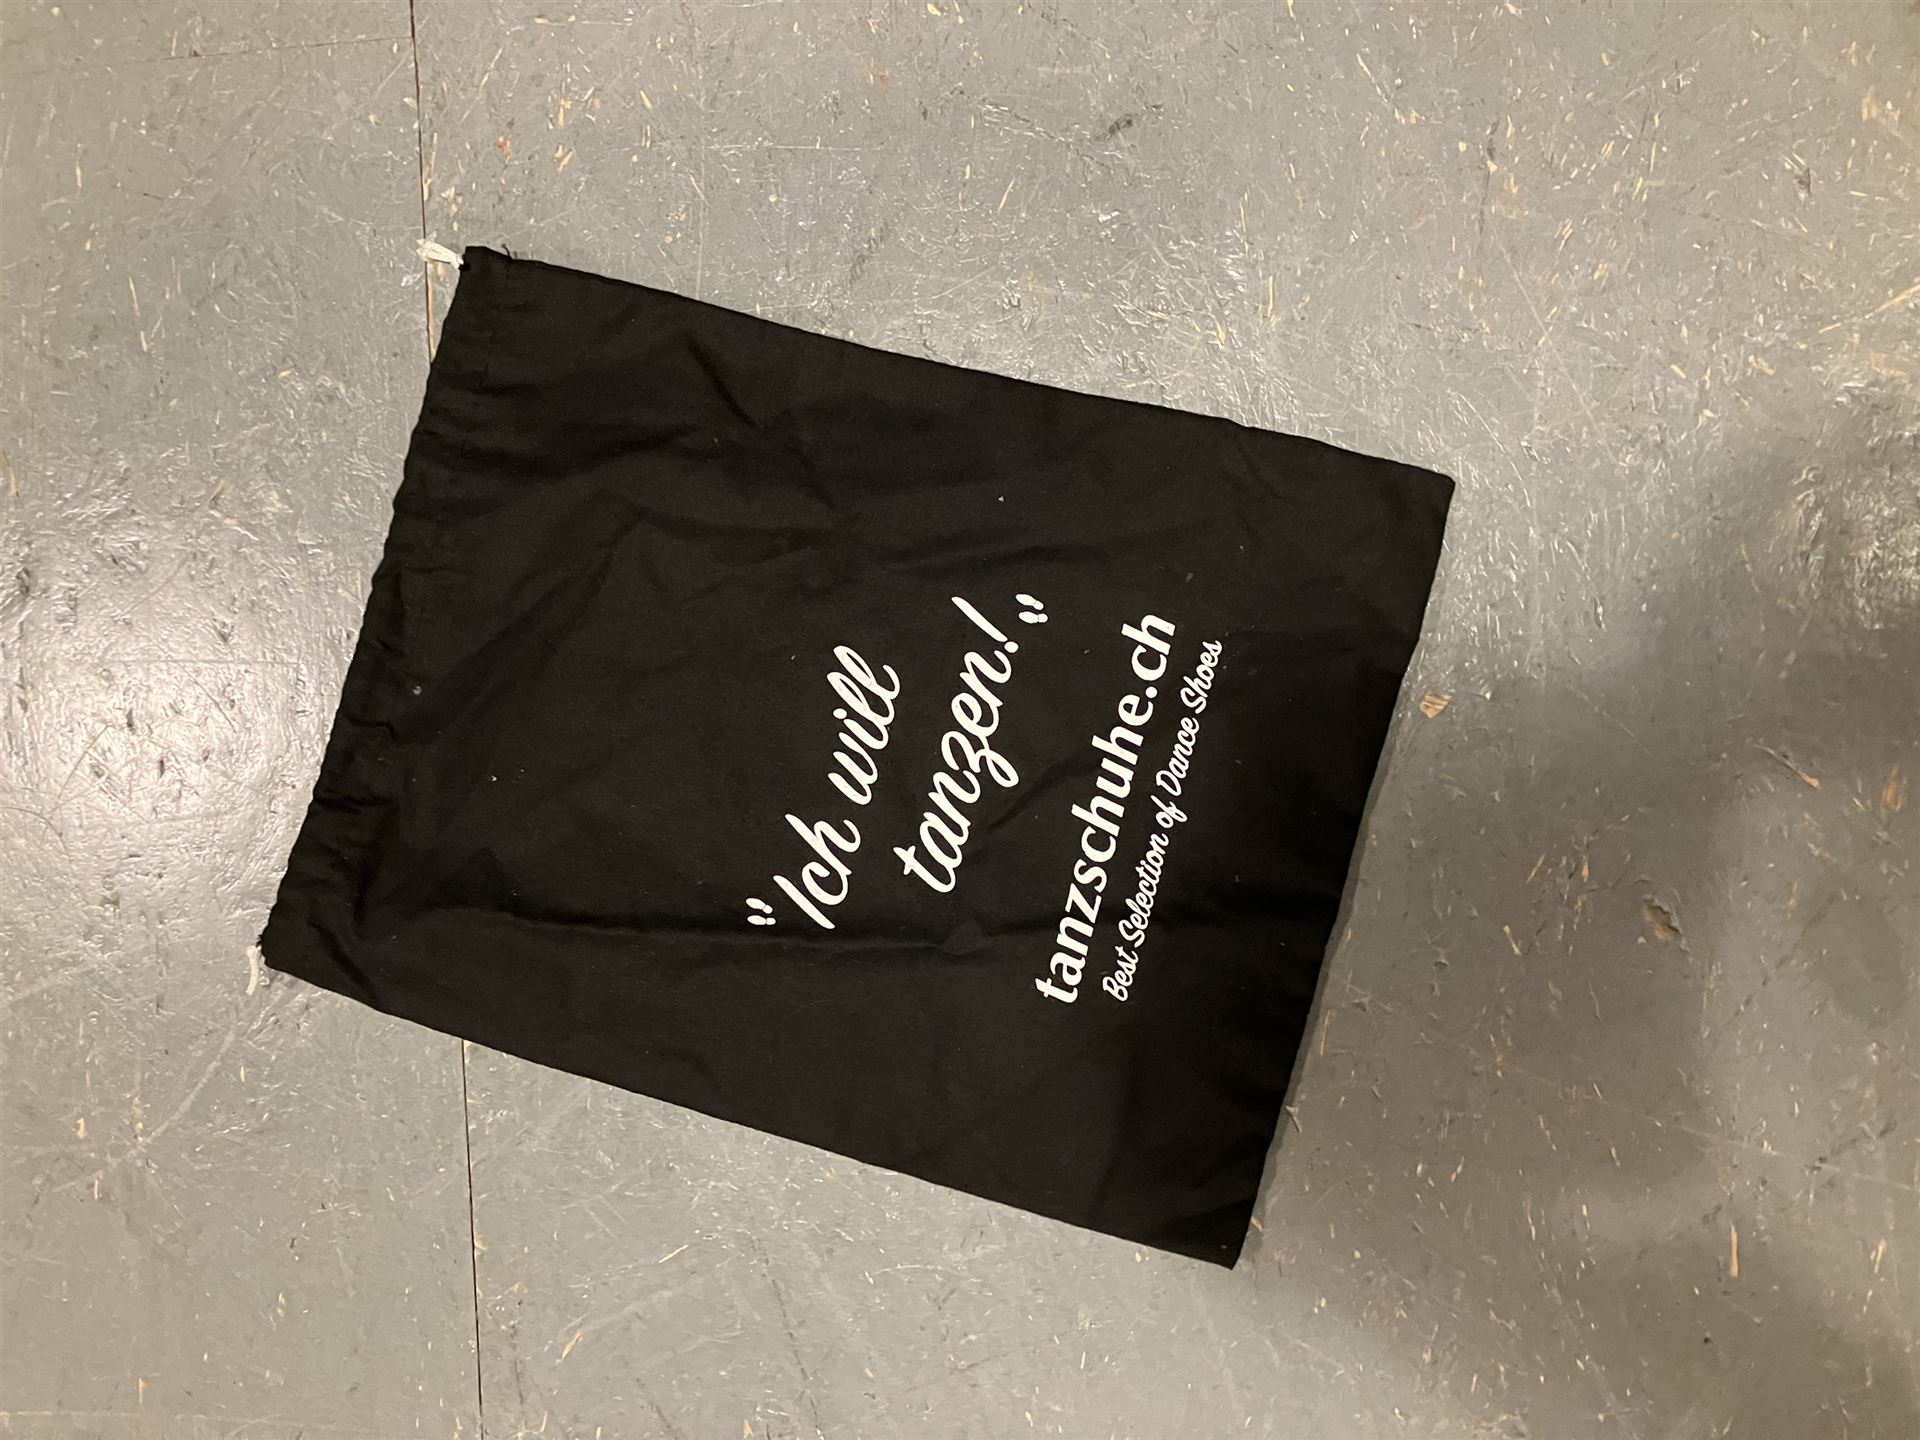 "Ich will
tanzen!"
tanzschuhe.ch
Best Selection of Dance Shoes